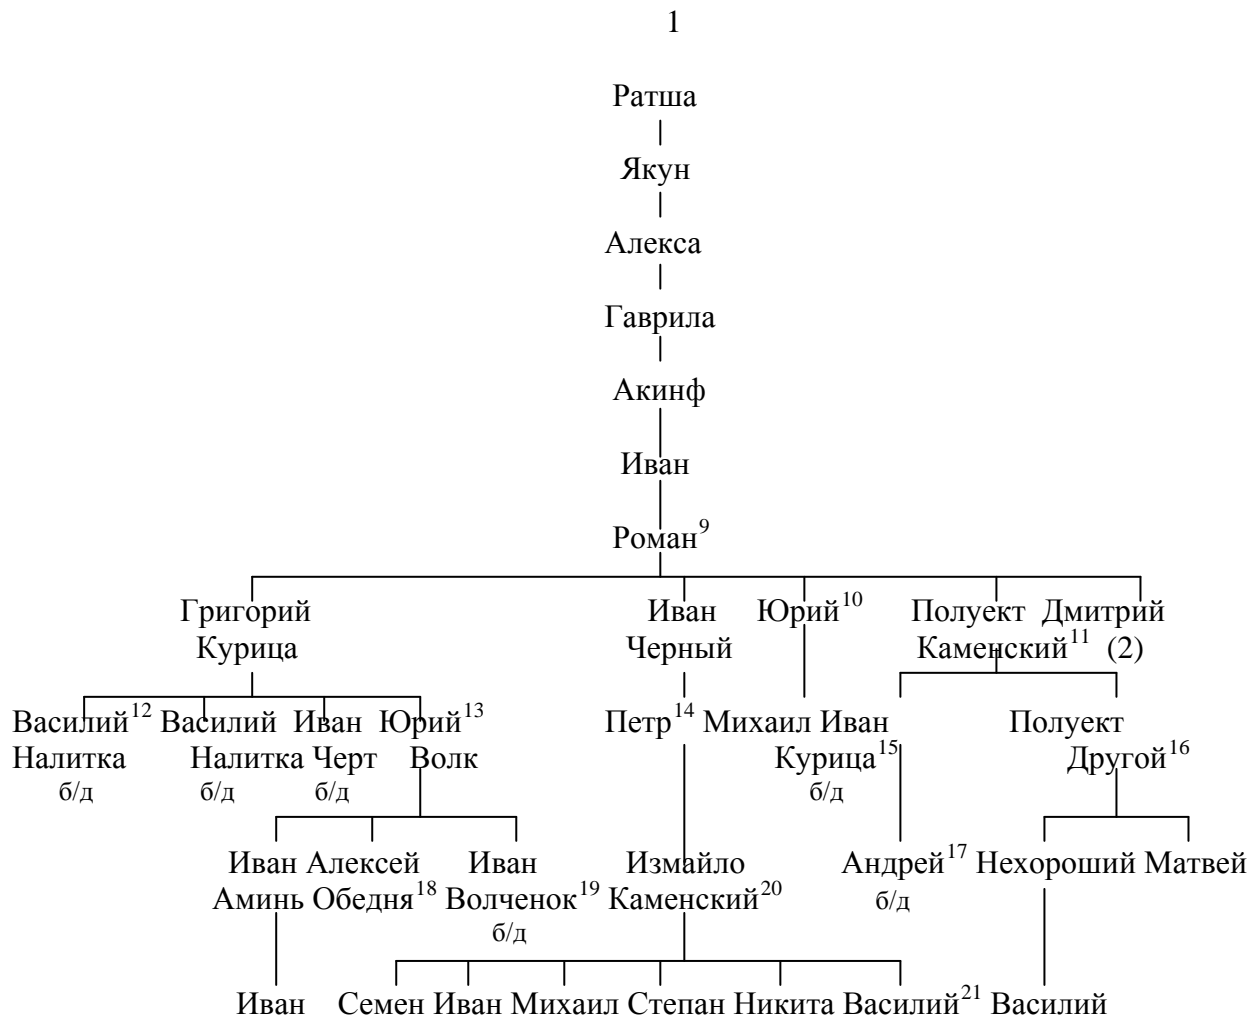 1
Ратша
Якун
Алекса
Гаврила
Акинф
Иван
Роман9
Григорий Иван Юрий10 Полуект Дмитрий
Курица Черный Каменский11 (2)
Василий12 Василий Иван Юрий13 Петр14 Михаил Иван Полуект
Налитка Налитка Черт Волк Курица15 Другой16
б/д б/д б/д б/д
Иван Алексей Иван Измайло Андрей17 Нехороший Матвей
Аминь Обедня18 Волченок19 Каменский20 б/д
б/д
Иван Семен Иван Михаил Степан Никита Василий21 Василий